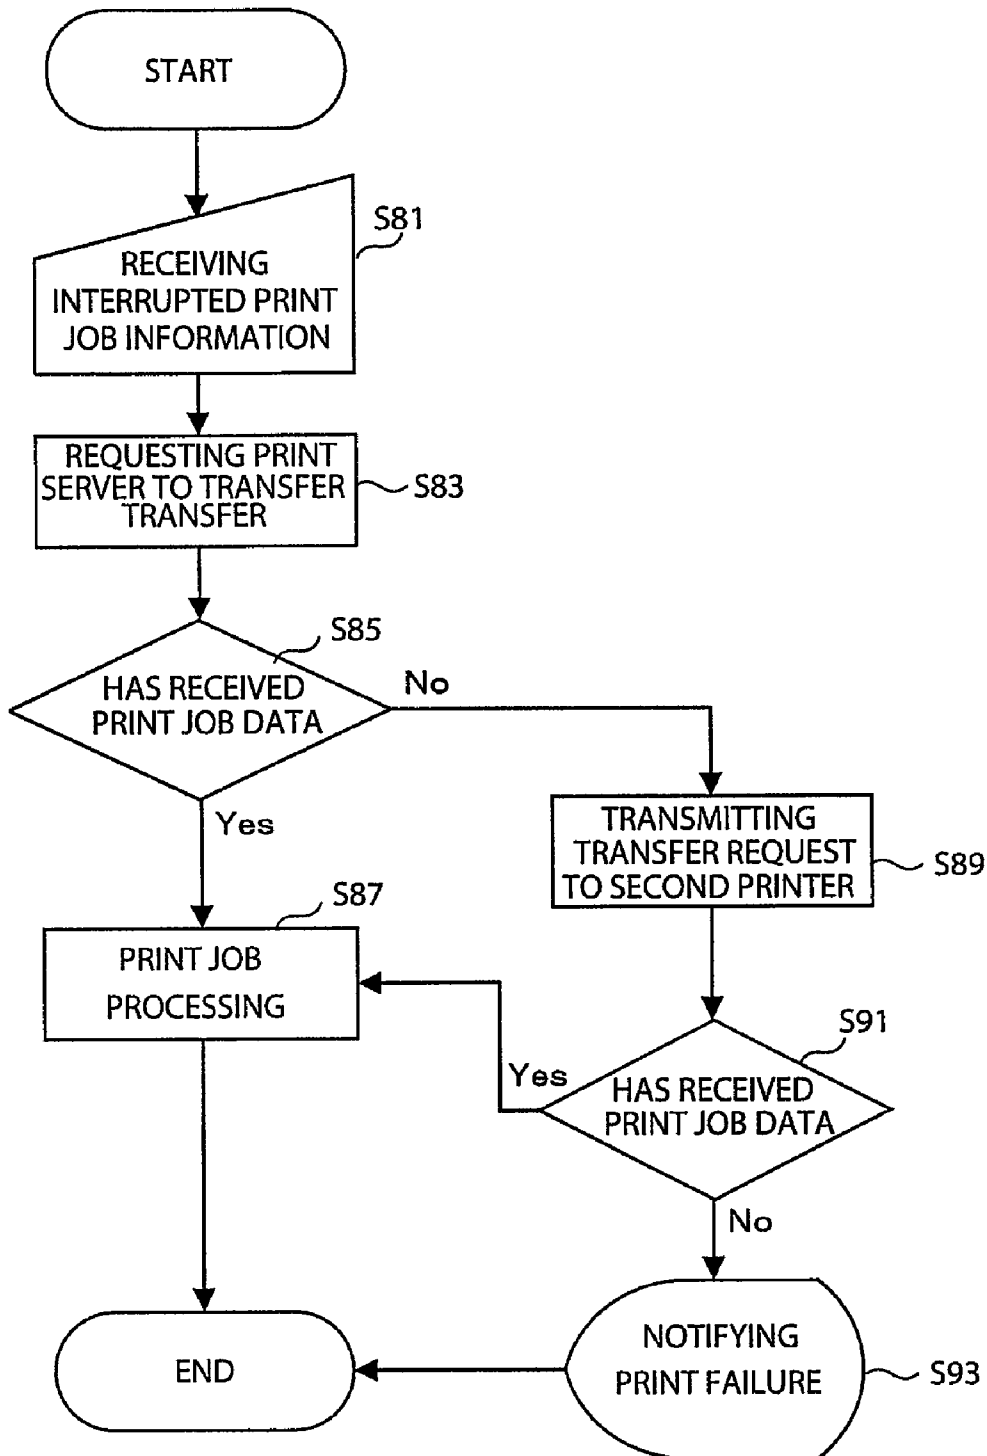 START
S81
RECEIVING
INTERRUPTED PRINT
JOB INFORMATION
REQUESTING PRINT
SERVER TO TRANSFER
TRANSFER
S83
S85
HAS RECEIVED
PRINT JOB DATA
No
Yes
TRANSMITTING
TRANSFER REQUEST
TO SECOND PRINTER
S89
S87
PRINT JOB
PROCESSING
S91
Yes
HAS RECEIVED
PRINT JOB DATA
No
NOTIFYING
PRINT FAILURE
S93
END